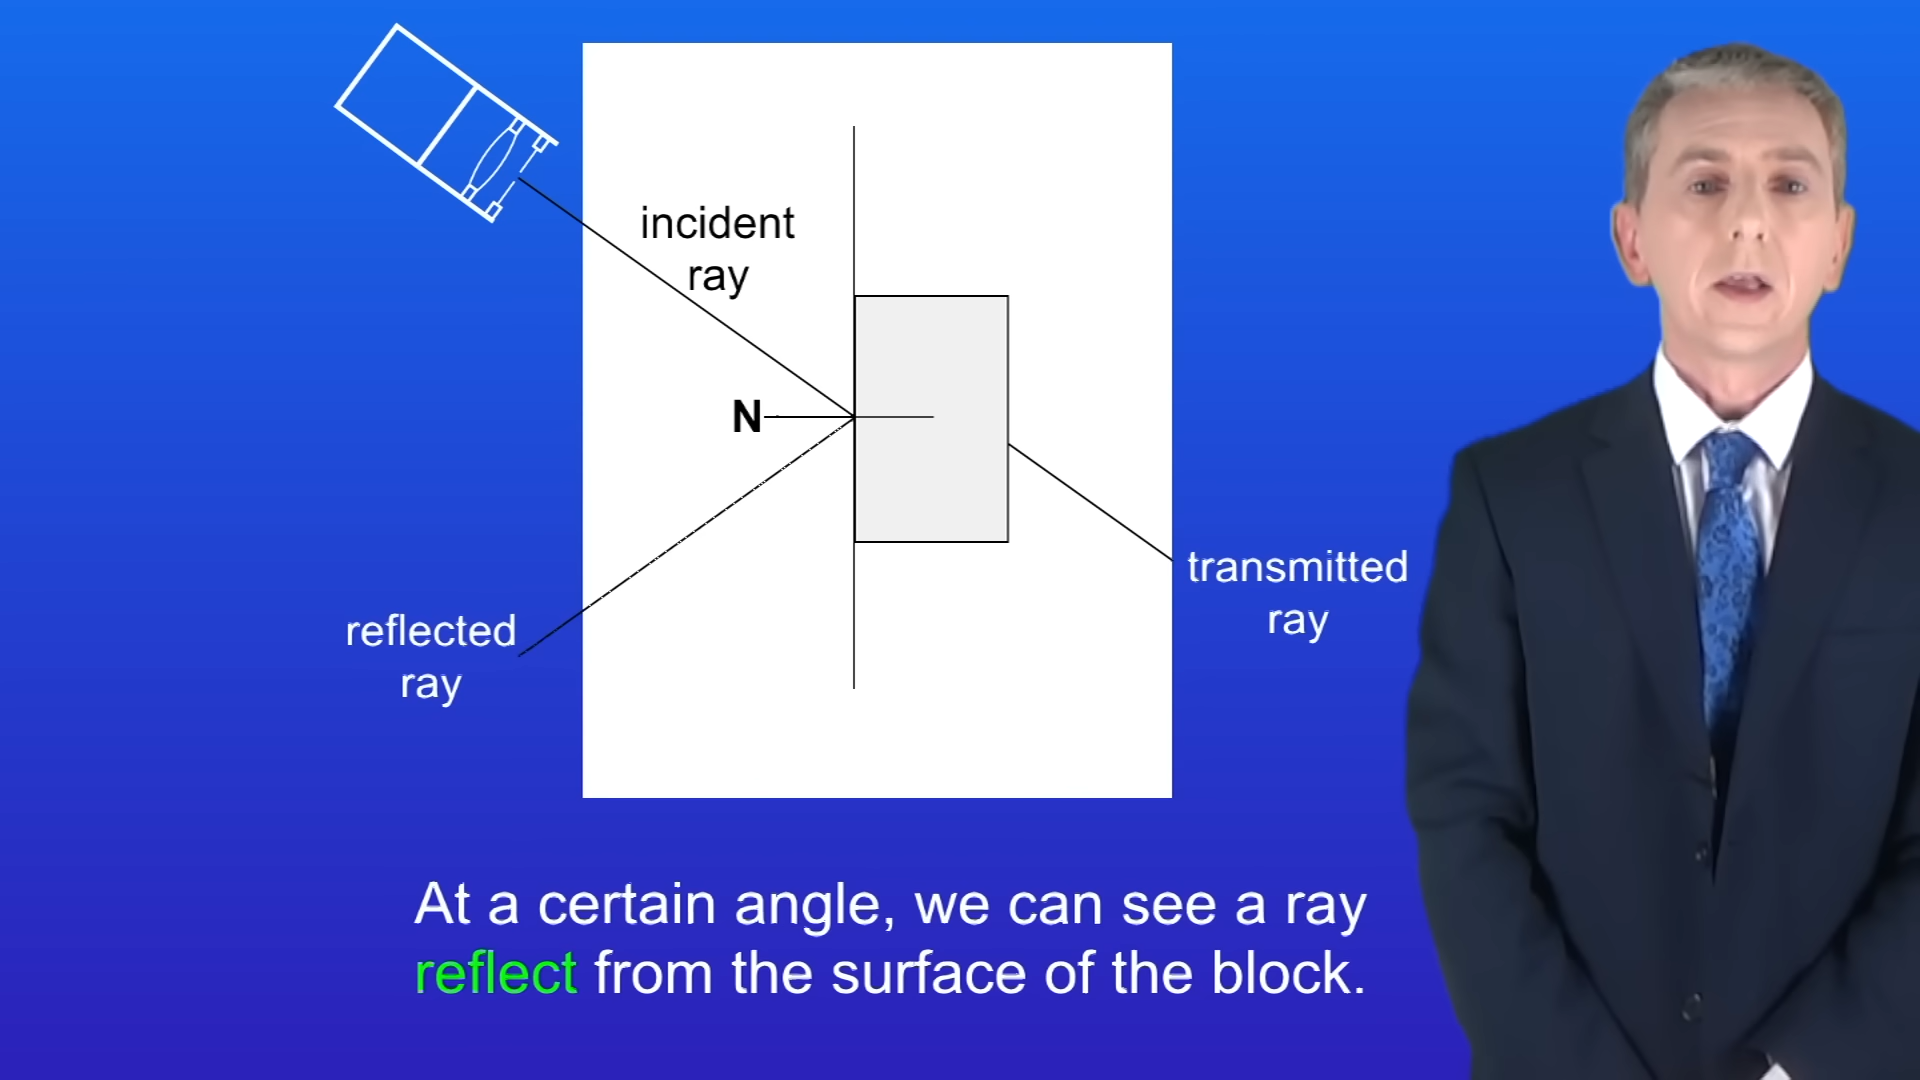 incident
ray
N
reflected
ray
transmitted
ray
At a certain angle, we can see a ray
reflect from the surface of the block.